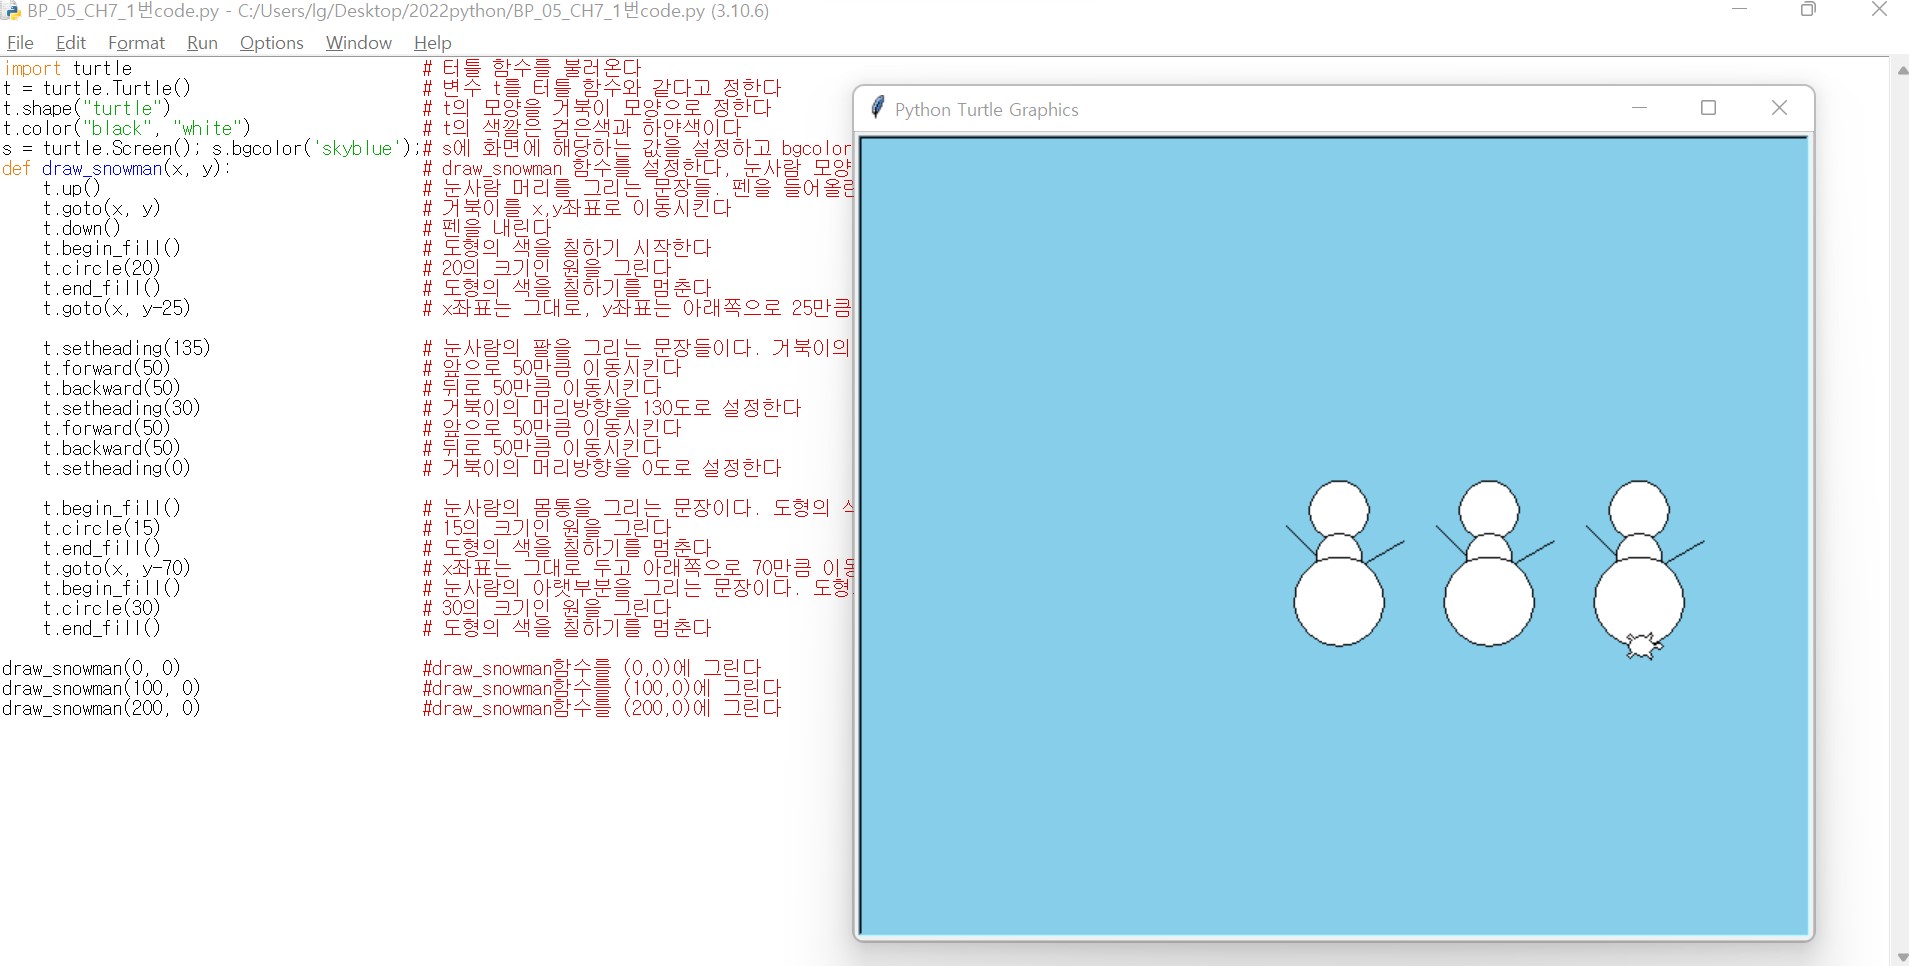 BP_05_CH7_1번code.py - C:/Users/lg/Desktop/2022python/BP_05_CH7_1번code.py (3.10.6)
File Edit Format Run Options Window Help
import turtle # 터틀 함수를 불러온다
t = turtle.Turtle() # 변수 t를 터틀 함수와 같다고 정한다
t.shape("turtle") # t의 모양을 거북이 모양으로 정한다
t.color("black", "white") # t의 색깔은 검은색과 하얀색이다
s = turtle.Screen(); s.bgcolor('skyblue');# s에 화면에 해당하는 값을 설정하고 bgcolor
def draw_snowman(x, y): # draw_snowman 함수를 설정한다, 눈사람 모양
t.up() # 눈사람 머리를 그리는 문장들. 펜을 들어올린
t.goto(x, y) # 거북이를 x,y좌표로 이동시킨다
t.down() # 펜을 내린다
t.begin_fill() # 도형의 색을 칠하기 시작한다
t.circle(20) # 20의 크기인 원을 그린다
t.end_fill() # 도형의 색을 칠하기를 멈춘다
t.goto(x, y-25) # x좌표는 그대로, y좌표는 아래쪽으로 25만큼
t.setheading(135) # 눈사람의 팔을 그리는 문장들이다. 거북이의
t.forward(50) # 앞으로 50만큼 이동시킨다
t.backward(50) # 뒤로 50만큼 이동시킨다
t.setheading(30) # 거북이의 머리방향을 130도로 설정한다
t.forward(50) # 앞으로 50만큼 이동시킨다
t.backward(50) # 뒤로 50만큼 이동시킨다
t.setheading(0) # 거북이의 머리방향을 0도로 설정한다
t.begin_fill() # 눈사람의 몸통을 그리는 문장이다. 도형의
t.circle(15) # 15의 크기인 원을 그린다
t.end_fill() # 도형의 색을 칠하기를 멈춘다
t.goto(x, y-70) # x좌표는 그대로 두고 아래쪽으로 70만큼
t.begin_fill() # 눈사람의 아랫부분을 그리는 문장이다. 도형
t.circle(30) # 30의 크기인 원을 그린다
t.end_fill() # 도형의 색을 칠하기를 멈춘다
draw_snowman(0, 0) #draw_snowman함수를 (0,0)에 그린다
draw_snowman(100, 0) #draw_snowman함수를 (100,0)에 그린다
draw_snowman(200, 0) #draw_snowman함수를 (200,0)에 그린다
Python Turtle Graphics